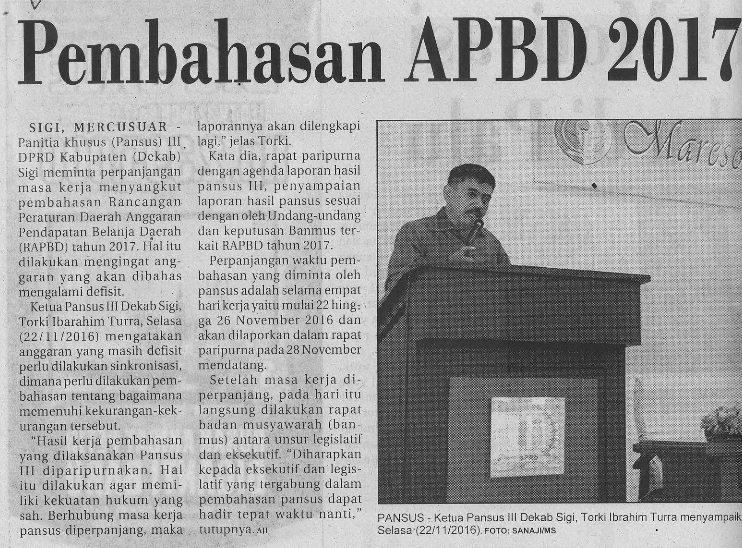 Pembahasan APBD 2017
SIGI, MERCUSUAR -
Panitia khusus (Pansus) III
DPRD Kabupaten (Dekab)
Sigi meminta perpanjangan
masa kerja menyangkut
pembahasan Rancangan
Peraturan Daerah Anggaran
Pendapatan Belanja Daerah
(RAPBD) tahun 2017. Hal itu
dilakukan mengingat ang-
garan yang akan dibahas
mengalami defisit.
Ketua Pansus III Dekab Sigi,
Torki Ibarahim Turra, Selasa
(22/11/2016) mengatakan
anggaran yang masih defisit
perlu dilakukan sinkronisasi,
dimana perlu dilakukan pem-
bahasan tentang bagaimana
memenuhi kekurangan-kek-
urangan tersebut.
"Hasil kerja pembahasan
yang dilaksanakan Pansus
III diparipurnakan. Hal
itu dilakukan agar memi-
liki kekuatan hukum yang
sah. Berhubung masa kerja
pansus diperpanjang, maka
laporannya akan dilengkapi
lagi," jelas Torki.
Kata dia, rapat paripurna
dengan agenda laporan hasil
pansus III, penyampaian
laporan hasil pansus sesuai
dengan oleh Undang-undang
dan keputusan Banmus ter-
kait RAPBD tahun 2017.
Perpanjangan waktu pem-
bahasan yang diminta oleh
pansus adalah selama empat
hari kerja yaitu mulai 22 hing-
ga 26 November 2016 dan
akan dilaporkan dalam rapat
paripurna pada 28 November
mendatang.
Setelah masa kerja di-
perpanjang, pada hari itu
langsung dilakukan rapat
badan musyawarah (ban-
mus) antara unsur legislatif
dan eksekutif. "Diharapkan
kepada eksekutif dan legis-
latif yang tergabung dalam
pembahasan pansus dapat
hadir tepat waktu nanti,"
tutupnya. AJI
Mareso
PANSUS - Ketua Pansus III Dekab Sigi, Torki Ibrahim Turra menyampaik
Selasa (22/11/2016). FOTO: SANAJI/MS